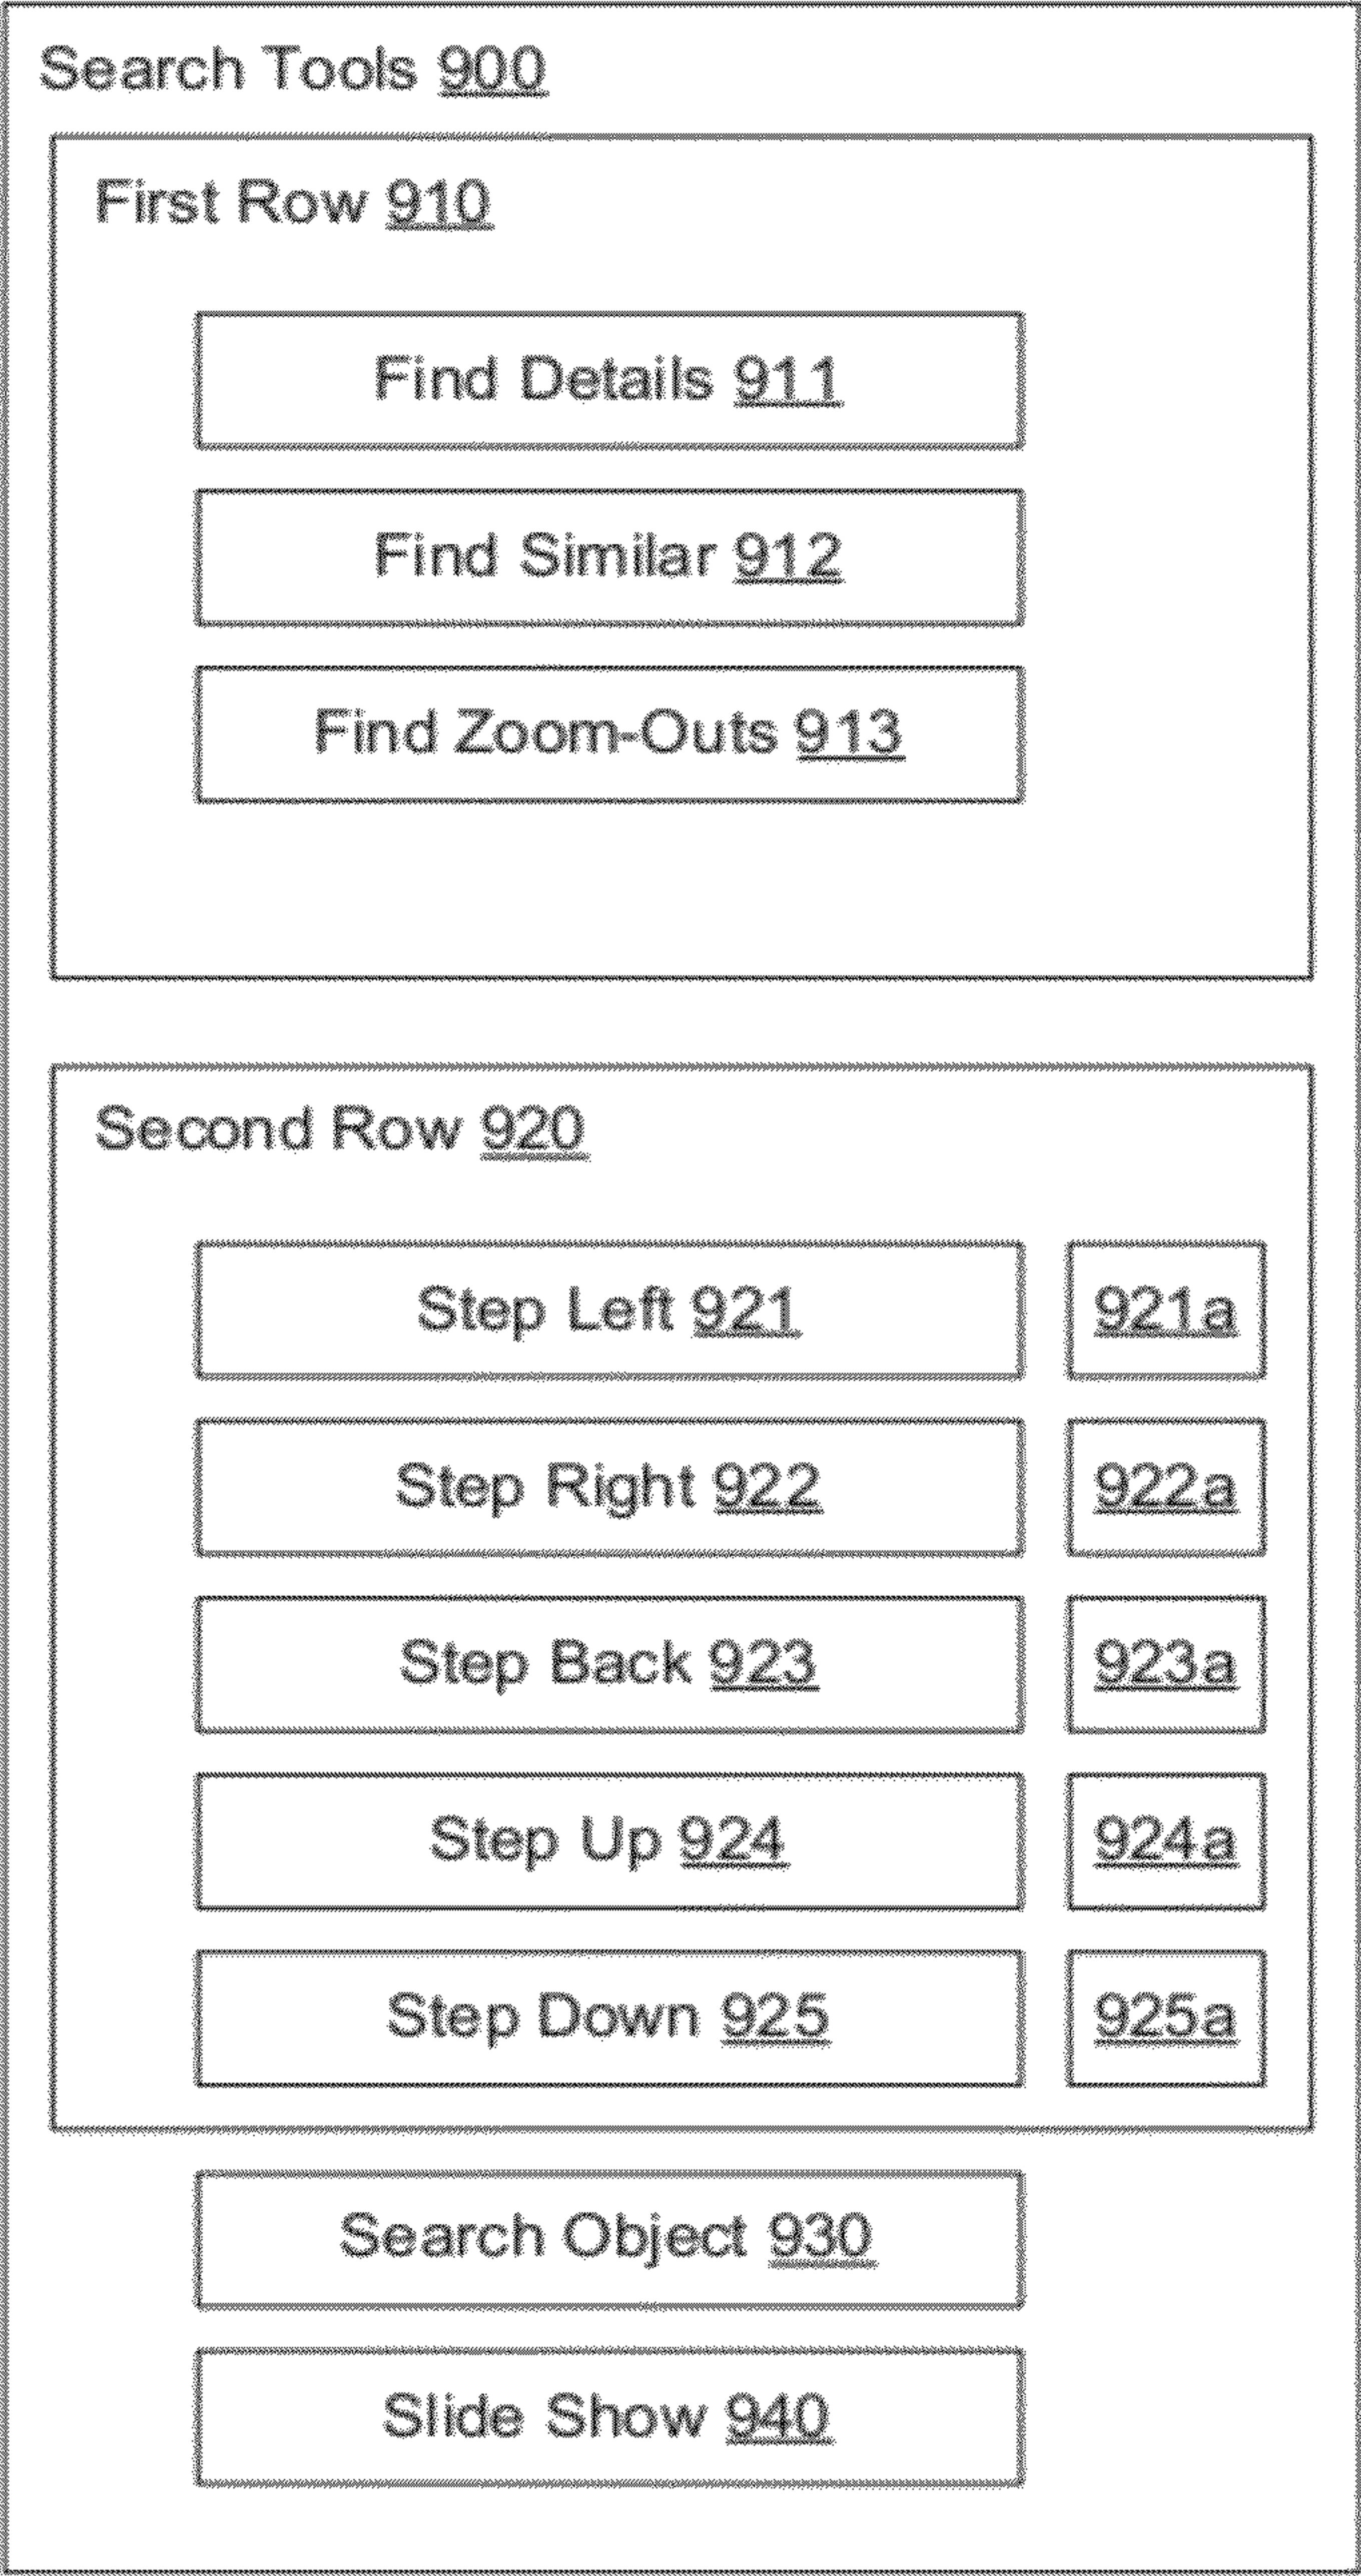 Search Tools 900
First Row 910
Find Details 911
Find Similar 912
Find Zoom-Outs 913
Second Row 920
Step Left 921 921a
Step Right 922 922a
Step Back 923 923a
Step Up 924 924a
Step Down 925 925a
Search Object 930
Slide Show 940